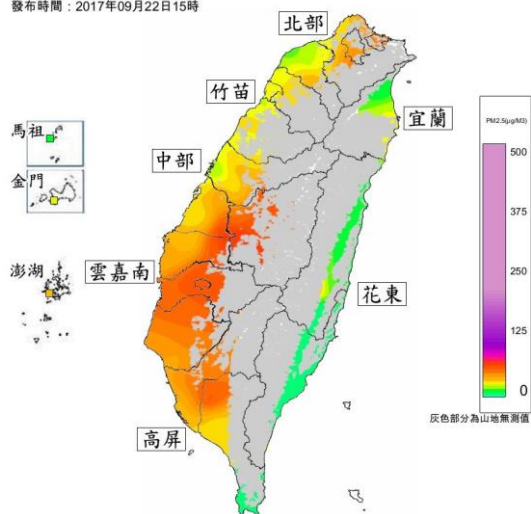 發布時間：2017年09月22日15時
北部
竹苗
宜蘭
馬祖
金門
中部
澎湖
雲嘉南
花東
高屏
PM2.5(μg/M3)
500
250
125
0
灰色部分為山地無測值